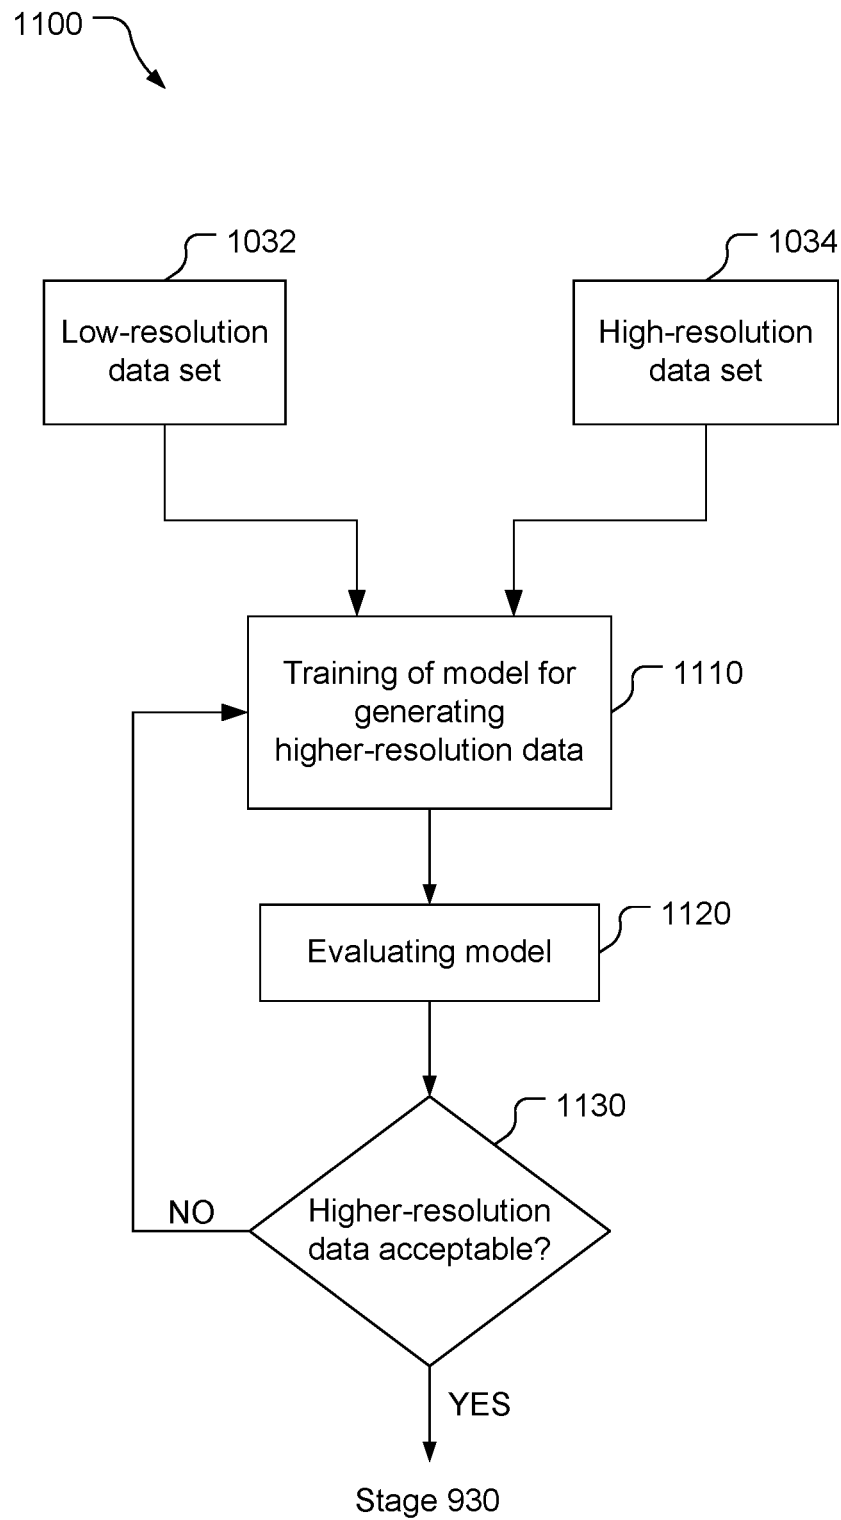 1100
1032
1034
Low-resolution
data set
High-resolution
data set
Training of model for
generating
higher-resolution data
1110
Evaluating model
1120
1130
Higher-resolution
data acceptable?
NO
YES
Stage 930